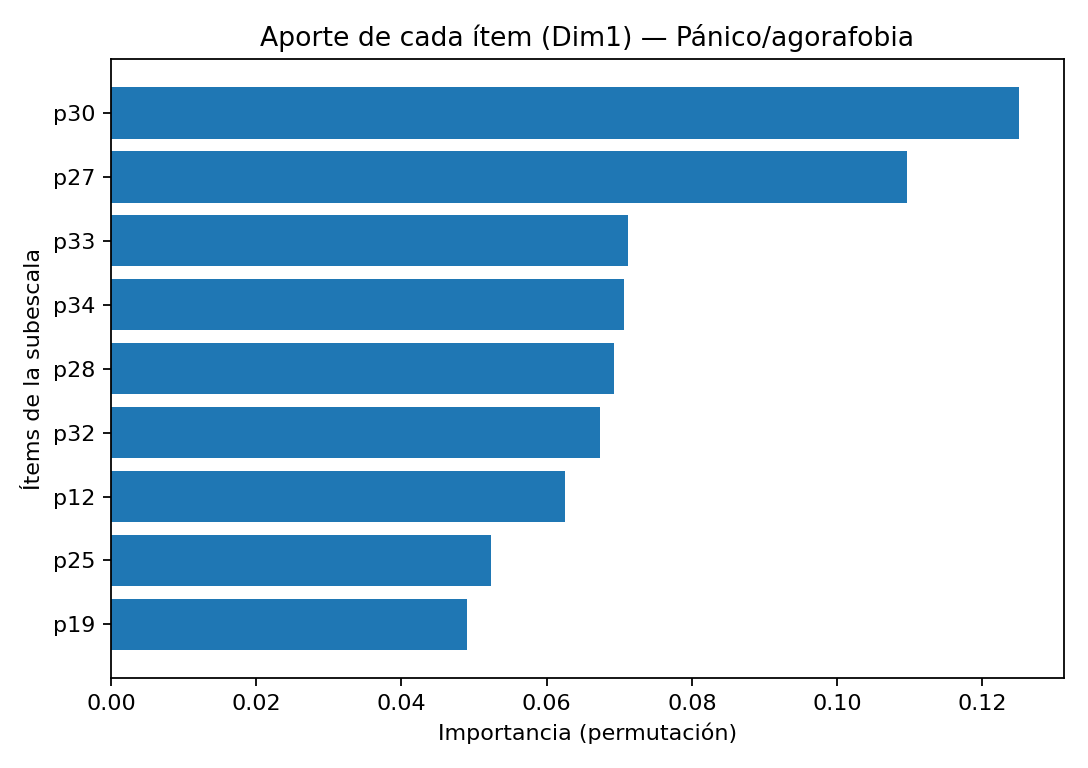 Aporte de cada ítem (Dim1) — Pánico/agorafobia
Ítems de la subescala
p30
p27
p33
p34
p28
p32
p12
p25
p19
0.00 0.02 0.04 0.06 0.08 0.10 0.12
Importancia (permutación)